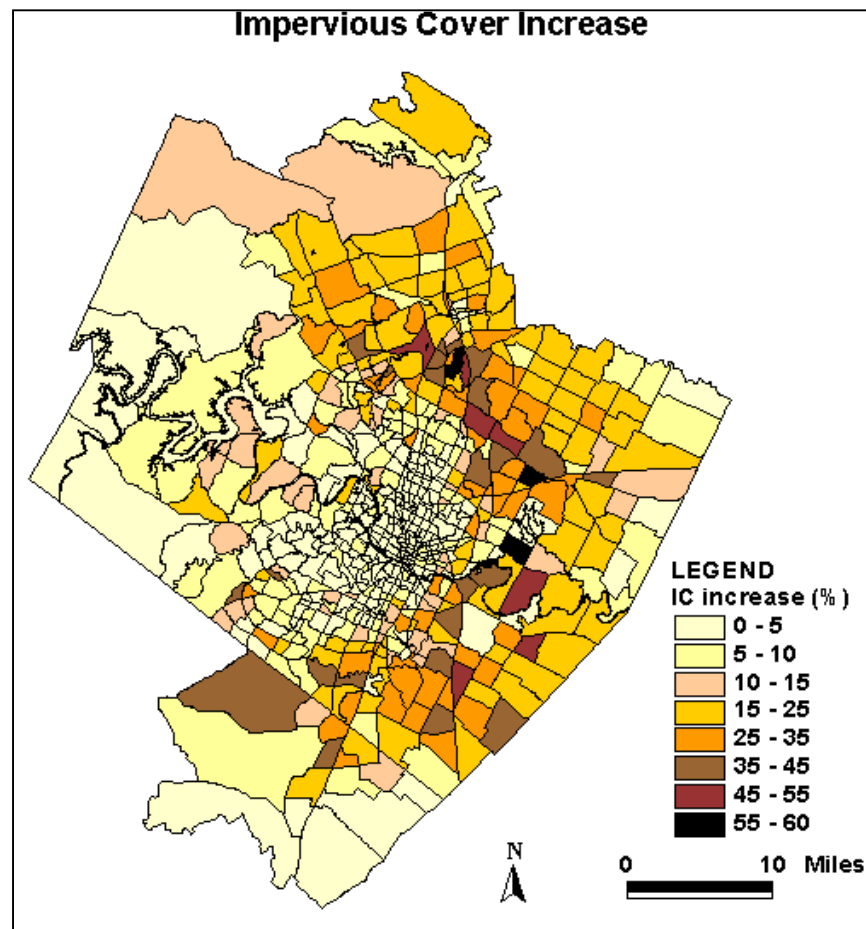 Impervious Cover Increase
LEGEND
IC increase (%)
0 - 5
5 - 10
10 - 15
15 - 25
25 - 35
35 - 45
45 - 55
55 - 60
N
0 10 Miles